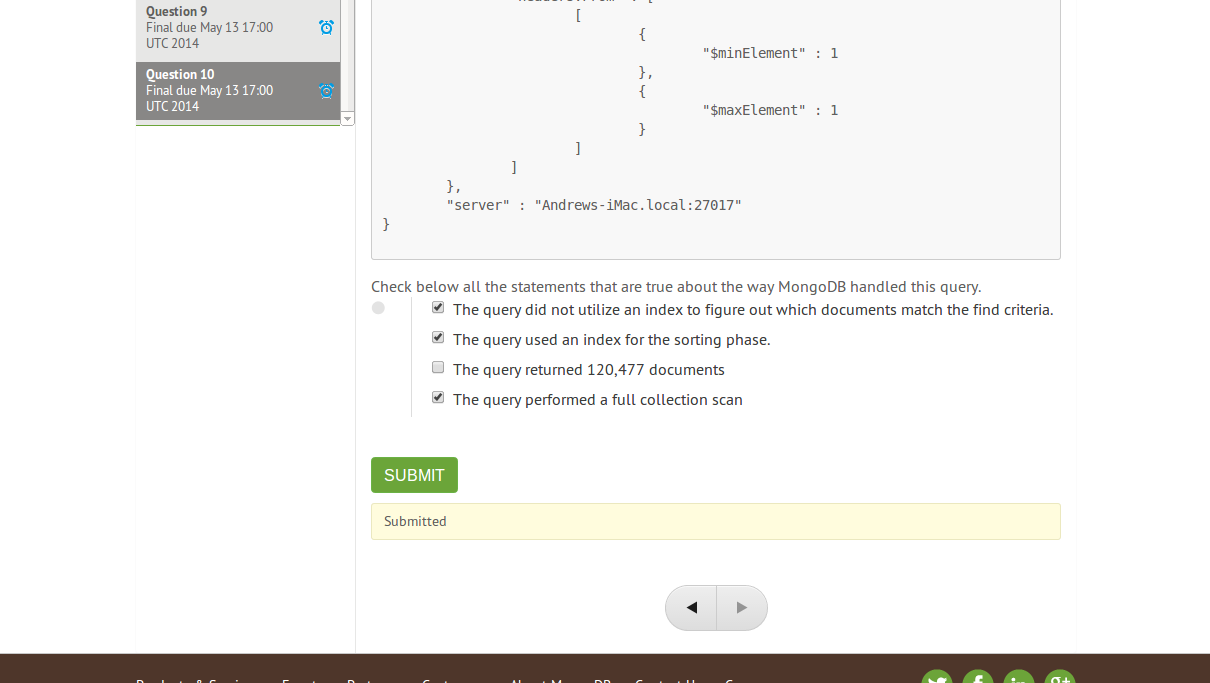 Question 9
Final due May 13 17:00
UTC 2014
Question 10
Final due May 13 17:00
UTC 2014
[
{
"$minElement" : 1
},
{
"$maxElement" : 1
}
]
]
},
"server" : "Andrews-iMac.local:27017"
}
Check below all the statements that are true about the way MongoDB handled this query.
The query did not utilize an index to figure out which documents match the find criteria.
The query used an index for the sorting phase.
The query returned 120,477 documents
The query performed a full collection scan
SUBMIT
Submitted